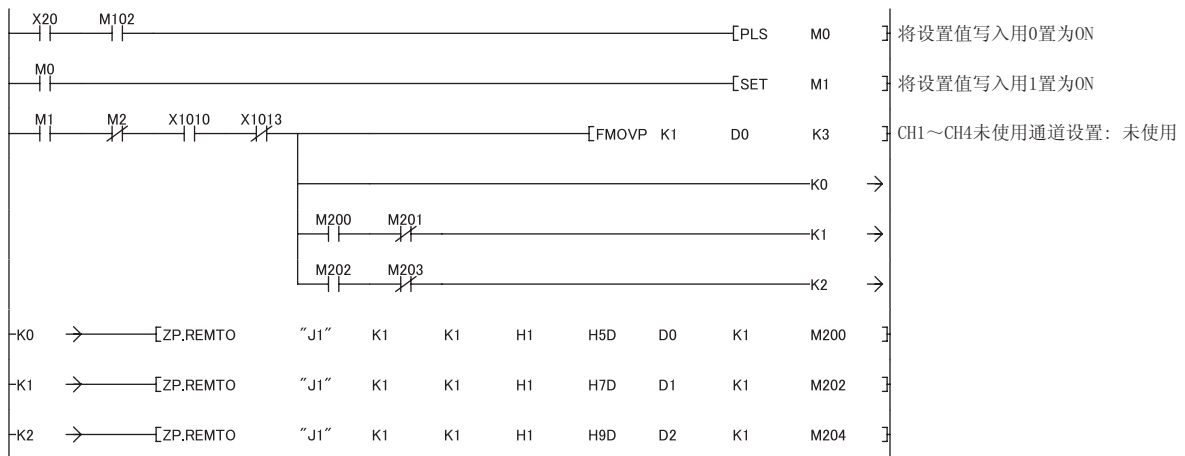 X20 M102
[PLS M0 ] 将设置值写入用0置为ON
M0
[SET M1 ] 将设置值写入用1置为ON
M1 M2 X1010 X1013
[FMOVP K1 D0 K3 ] CH1～CH4未使用通道设置: 未使用
K0
M200 M201
K1
M202 M203
K2
K0 [ZP.REMTO "J1" K1 K1 H1 H5D D0 K1 M200 ]
K1 [ZP.REMTO "J1" K1 K1 H1 H7D D1 K1 M202 ]
K2 [ZP.REMTO "J1" K1 K1 H1 H9D D2 K1 M204 ]